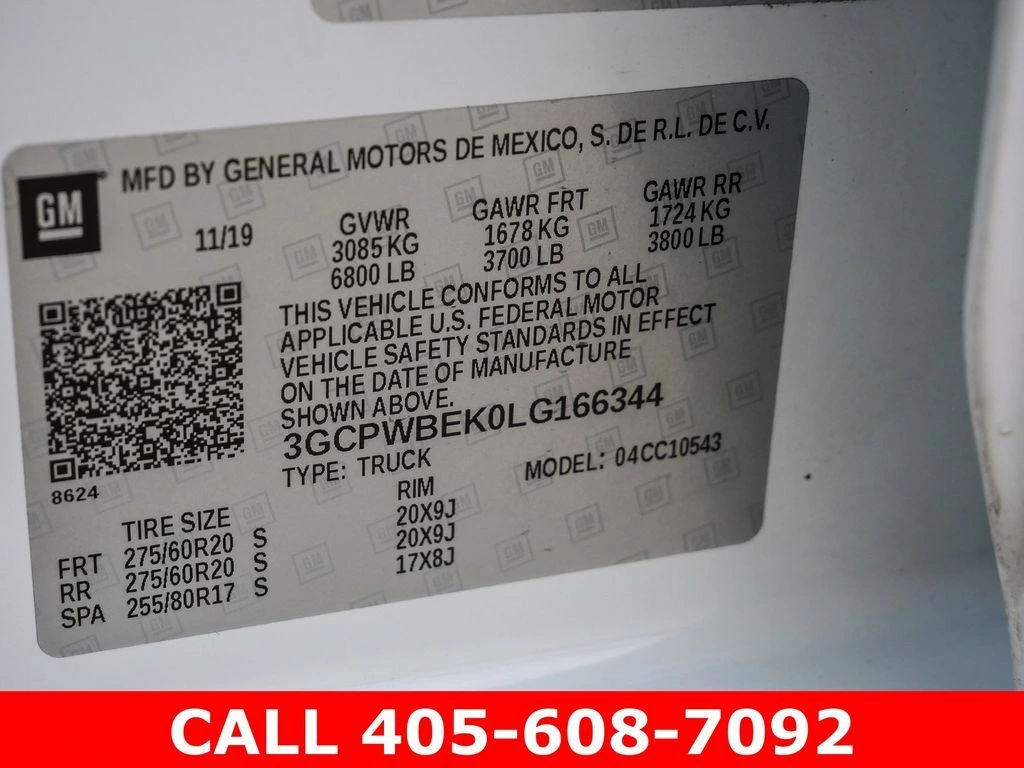 GM
MFD BY GENERAL MOTORS DE MEXICO, S. DE R.L. DE C.V.
11/19
GVWR GAWR FRT GAWR RR
3085 KG 1678 KG 1724 KG
6800 LB 3700 LB 3800 LB
THIS VEHICLE CONFORMS TO ALL
APPLICABLE U.S. FEDERAL MOTOR
VEHICLE SAFETY STANDARDS IN EFFECT
ON THE DATE OF MANUFACTURE
SHOWN ABOVE.
3GCPWBEK0LG166344
TYPE: TRUCK MODEL: 04CC10543
8624
TIRE SIZE RIM
FRT 275/60R20 S 20X9J
RR 275/60R20 S 20X9J
SPA 255/80R17 S 17X8J
CALL 405-608-7092